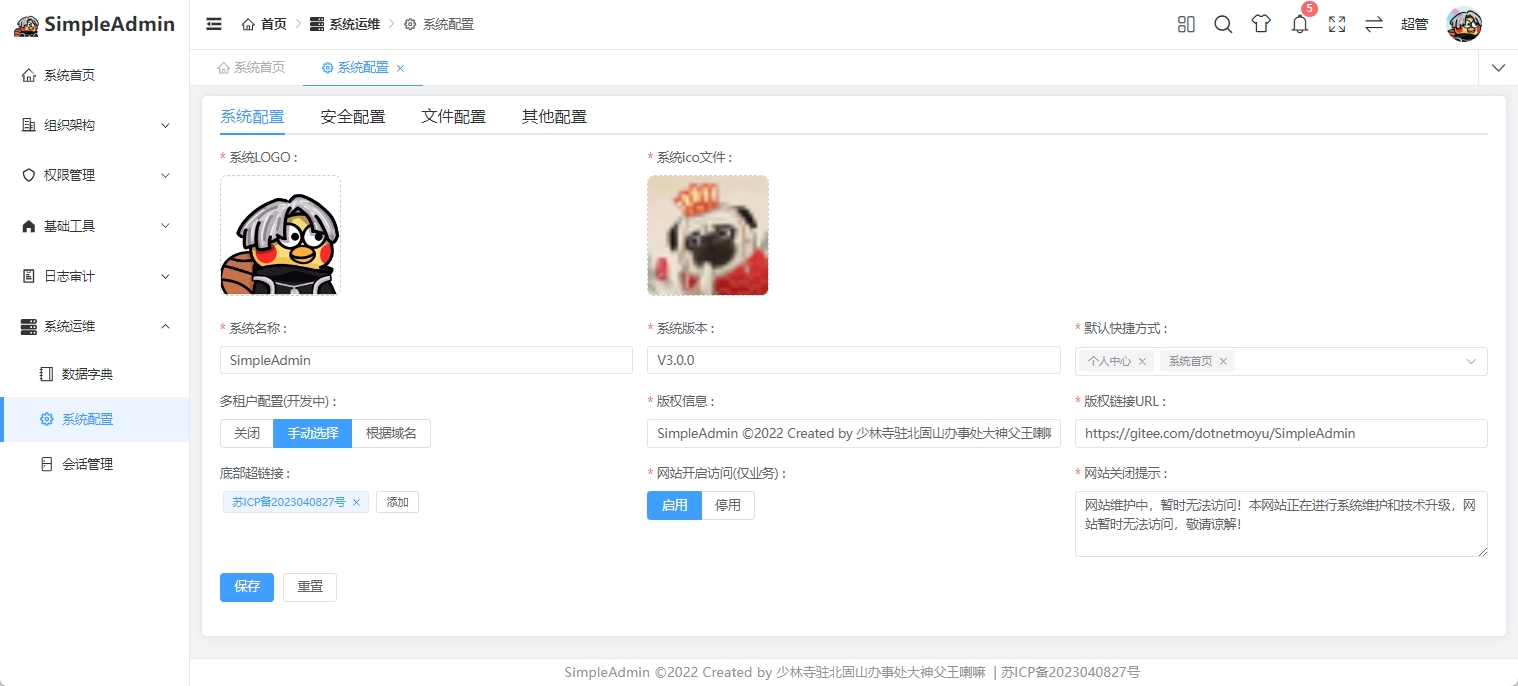 SimpleAdmin
首页
系统运维
系统配置
5
超管
系统首页
系统配置
系统首页
组织架构
权限管理
基础工具
日志审计
系统运维
数据字典
系统配置
会话管理
系统配置 安全配置 文件配置 其他配置
* 系统LOGO :
* 系统ico文件 :
* 系统名称 :
* 系统版本 :
* 默认快捷方式 :
SimpleAdmin
V3.0.0
个人中心
系统首页
多租户配置(开发中) :
* 版权信息 :
* 版权链接URL :
关闭 手动选择 根据域名
SimpleAdmin ©2022 Created by 少林寺驻北固山办事处大神父王喇嘛
https://gitee.com/dotnetmoyu/SimpleAdmin
底部超链接 :
* 网站开启访问(仅业务) :
* 网站关闭提示 :
苏ICP备2023040827号
添加
启用 停用
网站维护中，暂时无法访问！本网站正在进行系统维护和技术升级，网
站暂时无法访问，敬请谅解！
保存 重置
SimpleAdmin ©2022 Created by 少林寺驻北固山办事处大神父王喇嘛 | 苏ICP备2023040827号